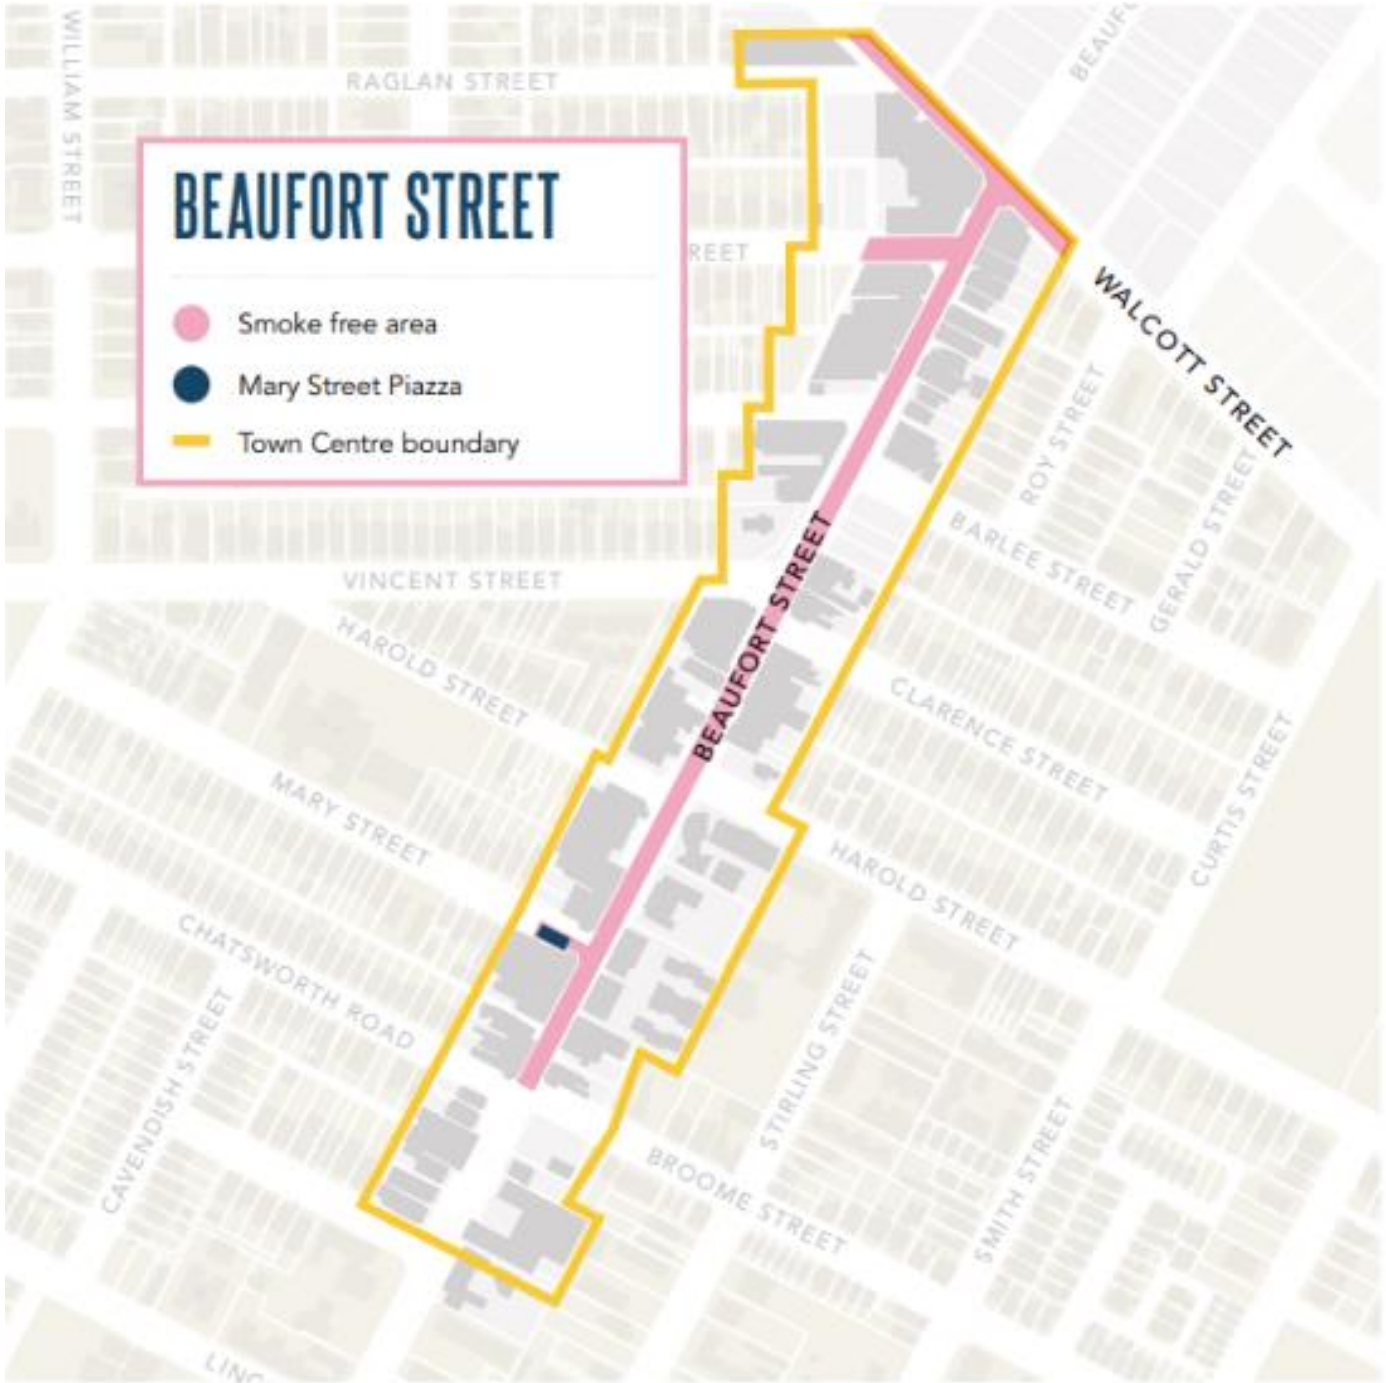 WILLIAM STREET
RAGLAN STREET
BEAUFO
BEAUFORT STREET
REET
Smoke free area
Mary Street Piazza
Town Centre boundary
WALCOTT STREET
ROY STREET
GERALD STREET
BARLEE STREET
BEAUFORT STREET
VINCENT STREET
HAROLD STREET
CLARENCE STREET
CURTIS STREET
MARY STREET
HAROLD STREET
CHATSWORTH ROAD
CAVENDISH STREET
STIRLING STREET
BROOME STREET
SMITH STREET
LINC